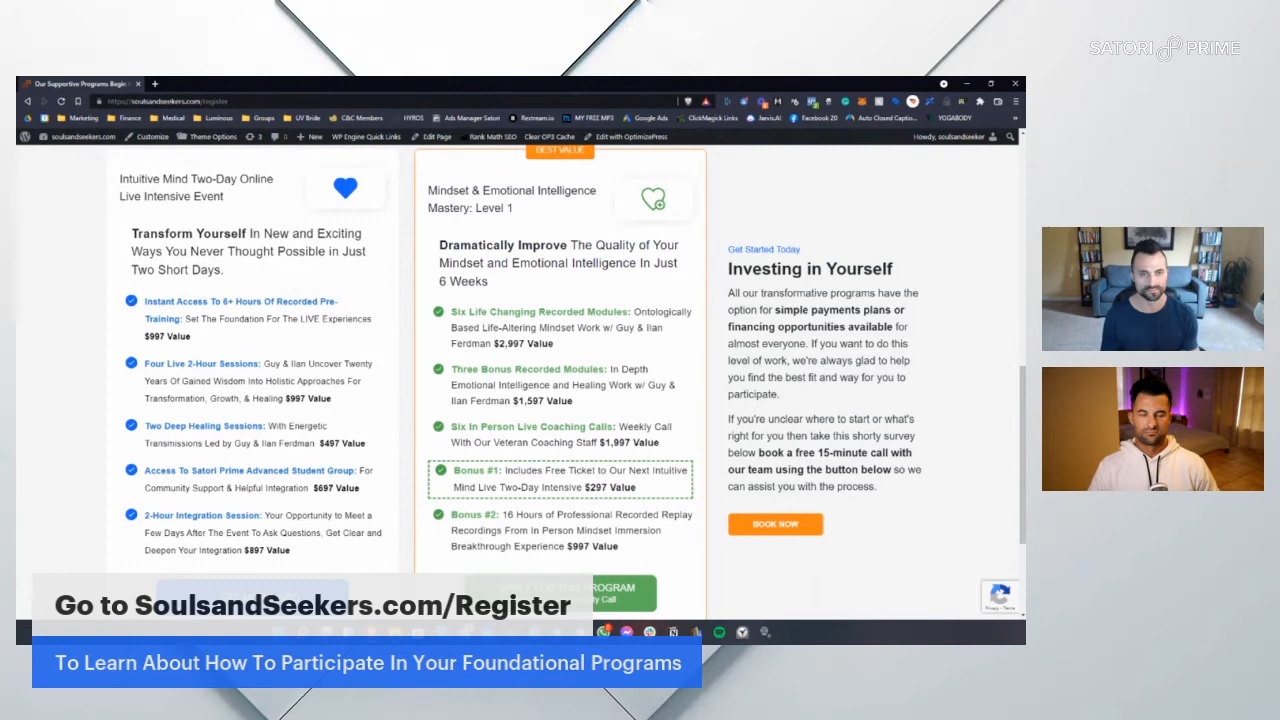 SATORI PRIME
Our Supportive Programs Begin
https://soulsandseekers.com/register
Marketing Finance Medical Luminous Groups UV Bride C&C Members HYROS Ads Manager Satori Restream.io MY FREE MP3 Google Ads ClickMagick Links JarvisAI Facebook 20 Auto Closed Captio... YOGABODY
soulsandseekers.com Customize Theme Options 3 0 New WP Engine Quick Links Edit Page Rank Math SEO Clear OP3 Cache Edit with OptimizePress Howdy, soulsandseeker
BEST VALUE
Intuitive Mind Two-Day Online
Live Intensive Event
Transform Yourself In New and Exciting
Ways You Never Thought Possible in Just
Two Short Days.
Instant Access To 6+ Hours Of Recorded Pre-
Training: Set The Foundation For The LIVE Experiences
$997 Value
Four Live 2-Hour Sessions: Guy & Ilan Uncover Twenty
Years Of Gained Wisdom Into Holistic Approaches For
Transformation, Growth, & Healing $997 Value
Two Deep Healing Sessions: With Energetic
Transmissions Led by Guy & Ilan Ferdman $497 Value
Access To Satori Prime Advanced Student Group: For
Community Support & Helpful Integration $697 Value
2-Hour Integration Session: Your Opportunity to Meet a
Few Days After The Event To Ask Questions, Get Clear and
Deepen Your Integration $897 Value
Mindset & Emotional Intelligence
Mastery: Level 1
Dramatically Improve The Quality of Your
Mindset and Emotional Intelligence In Just
6 Weeks
Six Life Changing Recorded Modules: Ontologically
Based Life-Altering Mindset Work w/ Guy & Ilan
Ferdman $2,997 Value
Three Bonus Recorded Modules: In Depth
Emotional Intelligence and Healing Work w/ Guy &
Ilan Ferdman $1,597 Value
Six In Person Live Coaching Calls: Weekly Call
With Our Veteran Coaching Staff $1,997 Value
Bonus #1: Includes Free Ticket to Our Next Intuitive
Mind Live Two-Day Intensive $297 Value
Bonus #2: 16 Hours of Professional Recorded Replay
Recordings From In Person Mindset Immersion
Breakthrough Experience $997 Value
PROGRAM
Call
Get Started Today
Investing in Yourself
All our transformative programs have the
option for simple payments plans or
financing opportunities available for
almost everyone. If you want to do this
level of work, we're always glad to help
you find the best fit and way for you to
participate.
If you're unclear where to start or what's
right for you then take this shorty survey
below book a free 15-minute call with
our team using the button below so we
can assist you with the process.
BOOK NOW
Privacy - Terms
Go to SoulsandSeekers.com/Register
To Learn About How To Participate In Your Foundational Programs